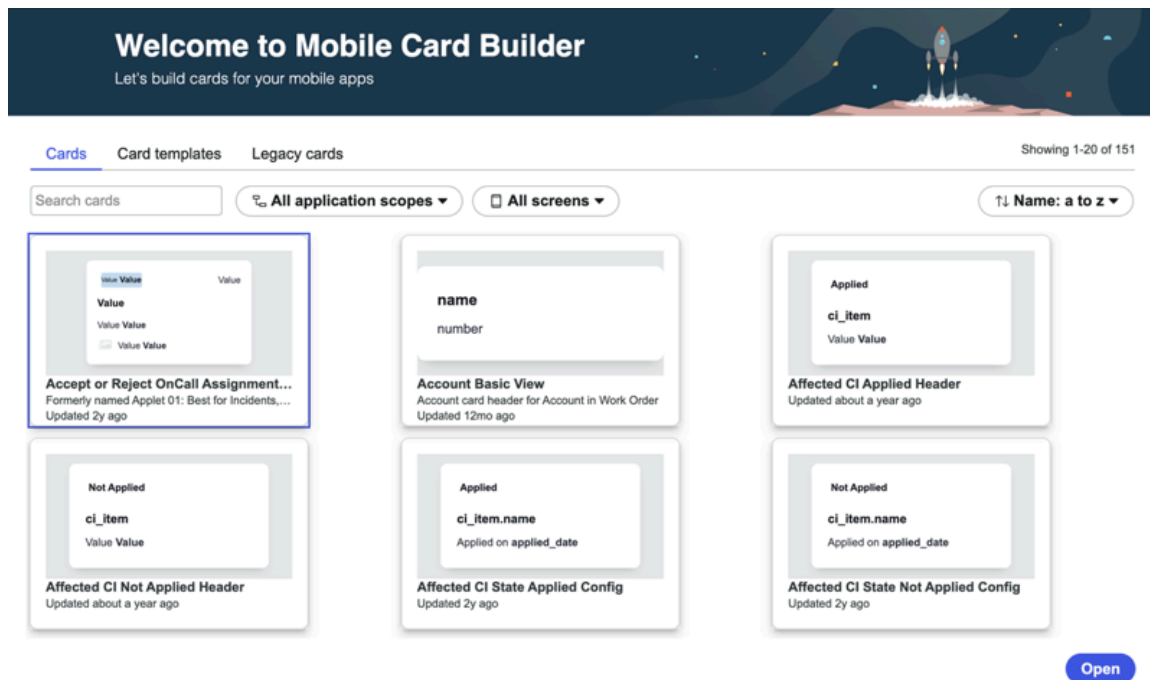 Welcome to Mobile Card Builder
Let's build cards for your mobile apps
Cards
Card templates
Legacy cards
Showing 1-20 of 151
Search cards
All application scopes
All screens
Name: a to z
Value Value
Value
Value
Value Value
Value Value
Accept or Reject OnCall Assignment...
Formerly named Applet 01: Best for Incidents,...
Updated 2y ago
name
number
Account Basic View
Account card header for Account in Work Order
Updated 12mo ago
Applied
ci_item
Value Value
Affected CI Applied Header
Updated about a year ago
Not Applied
ci_item
Value Value
Affected CI Not Applied Header
Updated about a year ago
Applied
ci_item.name
Applied on applied_date
Affected CI State Applied Config
Updated 2y ago
Not Applied
ci_item.name
Applied on applied_date
Affected CI State Not Applied Config
Updated 2y ago
Open